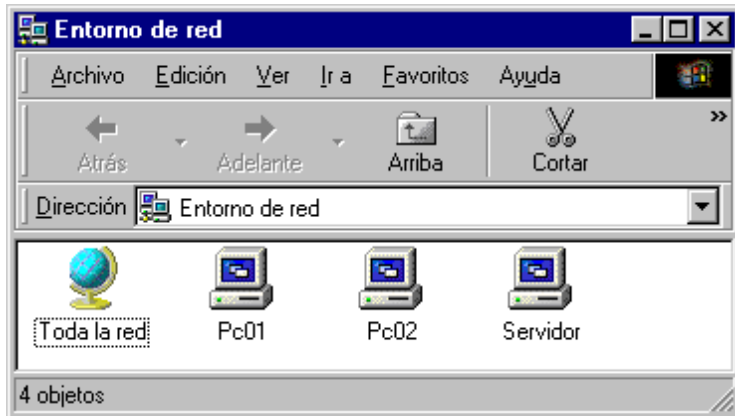 Entorno de red
Archivo Edición Ver Ir a Favoritos Ayuda
Atrás Adelante Arriba Cortar »
Dirección Entorno de red
Toda la red Pc01 Pc02 Servidor
4 objetos